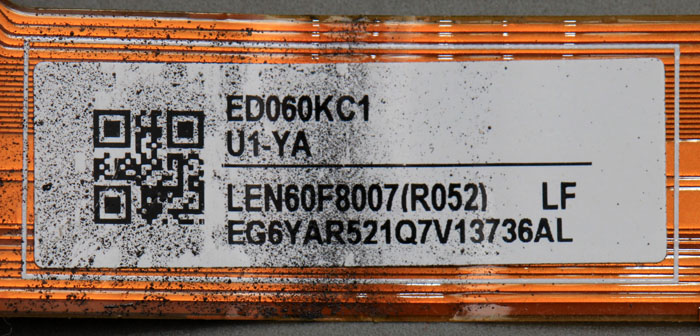 ED060KC1
U1-YA
LEN60F8007(R052) LF
EG6YAR521Q7V13736AL